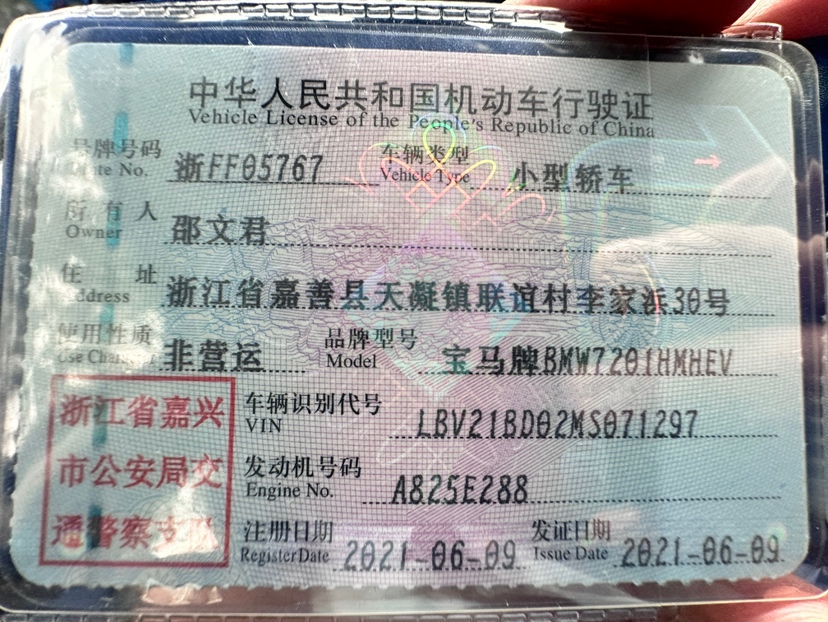 中华人民共和国机动车行驶证
Vehicle License of the People's Republic of China
号牌号码 浙FF05767 车辆类型 小型轿车
Plate No. Vehicle Type
所有人 邵文君
Owner
住址 浙江省嘉善县天凝镇联谊村李家浜30号
Address
使用性质 非营运 品牌型号 宝马牌BMW7201HMHEV
Use Character Model
浙江省嘉兴
市公安局交
通警察支队
车辆识别代号 LBV21BD02MS071297
VIN
发动机号码 A825E288
Engine No.
注册日期 2021-06-09 发证日期 2021-06-09
Register Date Issue Date